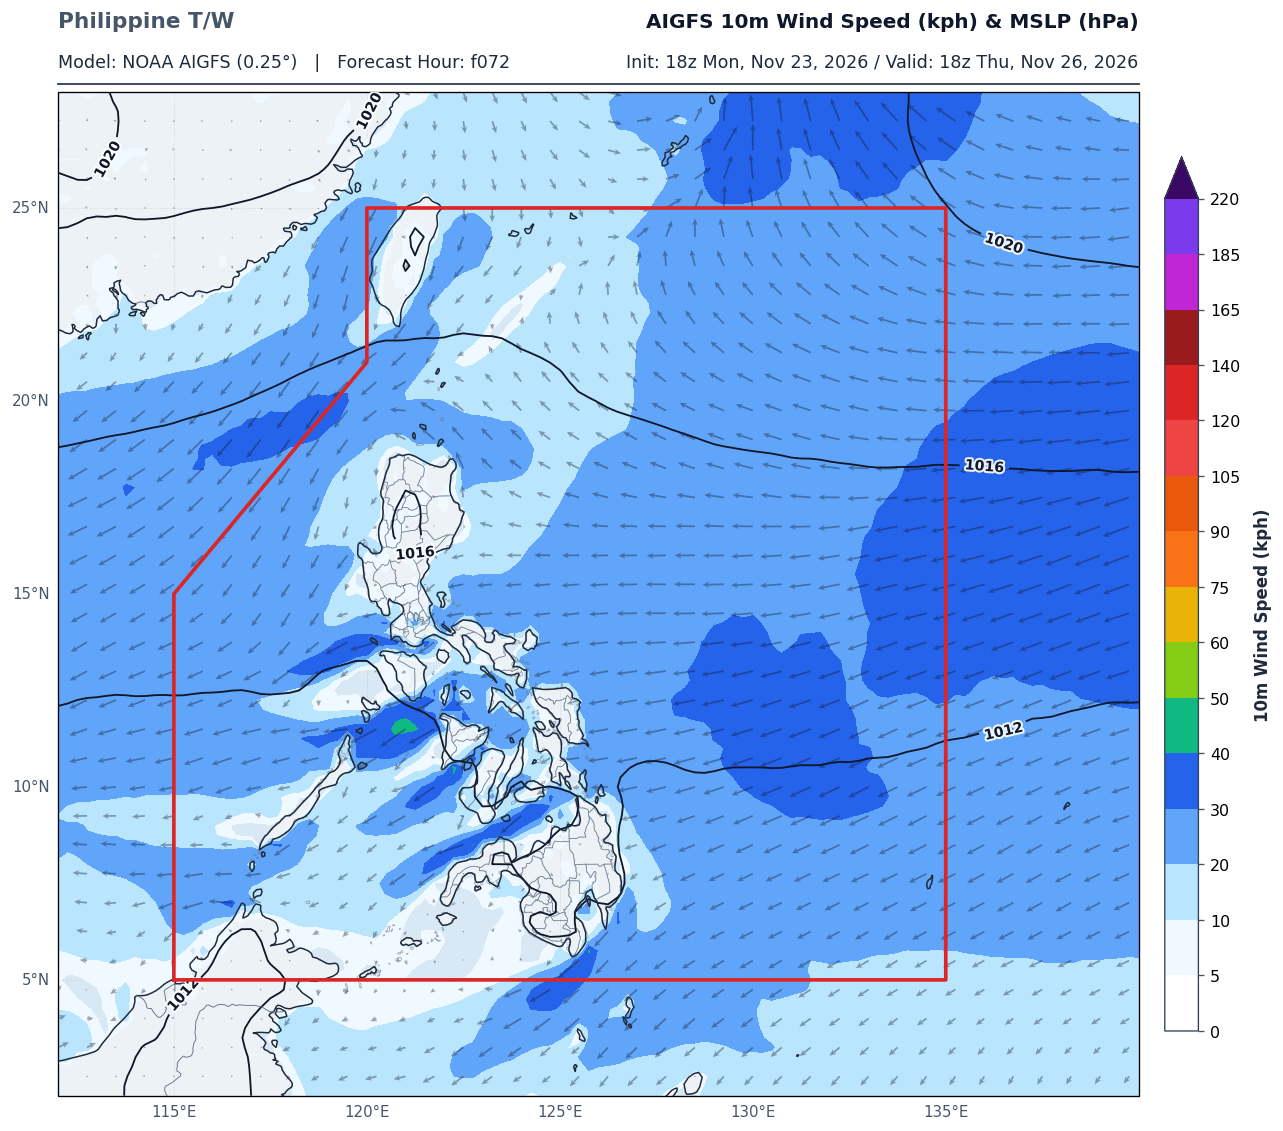 Philippine T/W
AIGFS 10m Wind Speed (kph) & MSLP (hPa)
Model: NOAA AIGFS (0.25°)   |   Forecast Hour: f072
Init: 18z Mon, Nov 23, 2026 / Valid: 18z Thu, Nov 26, 2026
1020
1020
1020
1016
1016
1012
1012
25°N
20°N
15°N
10°N
5°N
115°E
120°E
125°E
130°E
135°E
220
185
165
140
120
105
90
75
60
50
40
30
20
10
5
0
10m Wind Speed (kph)